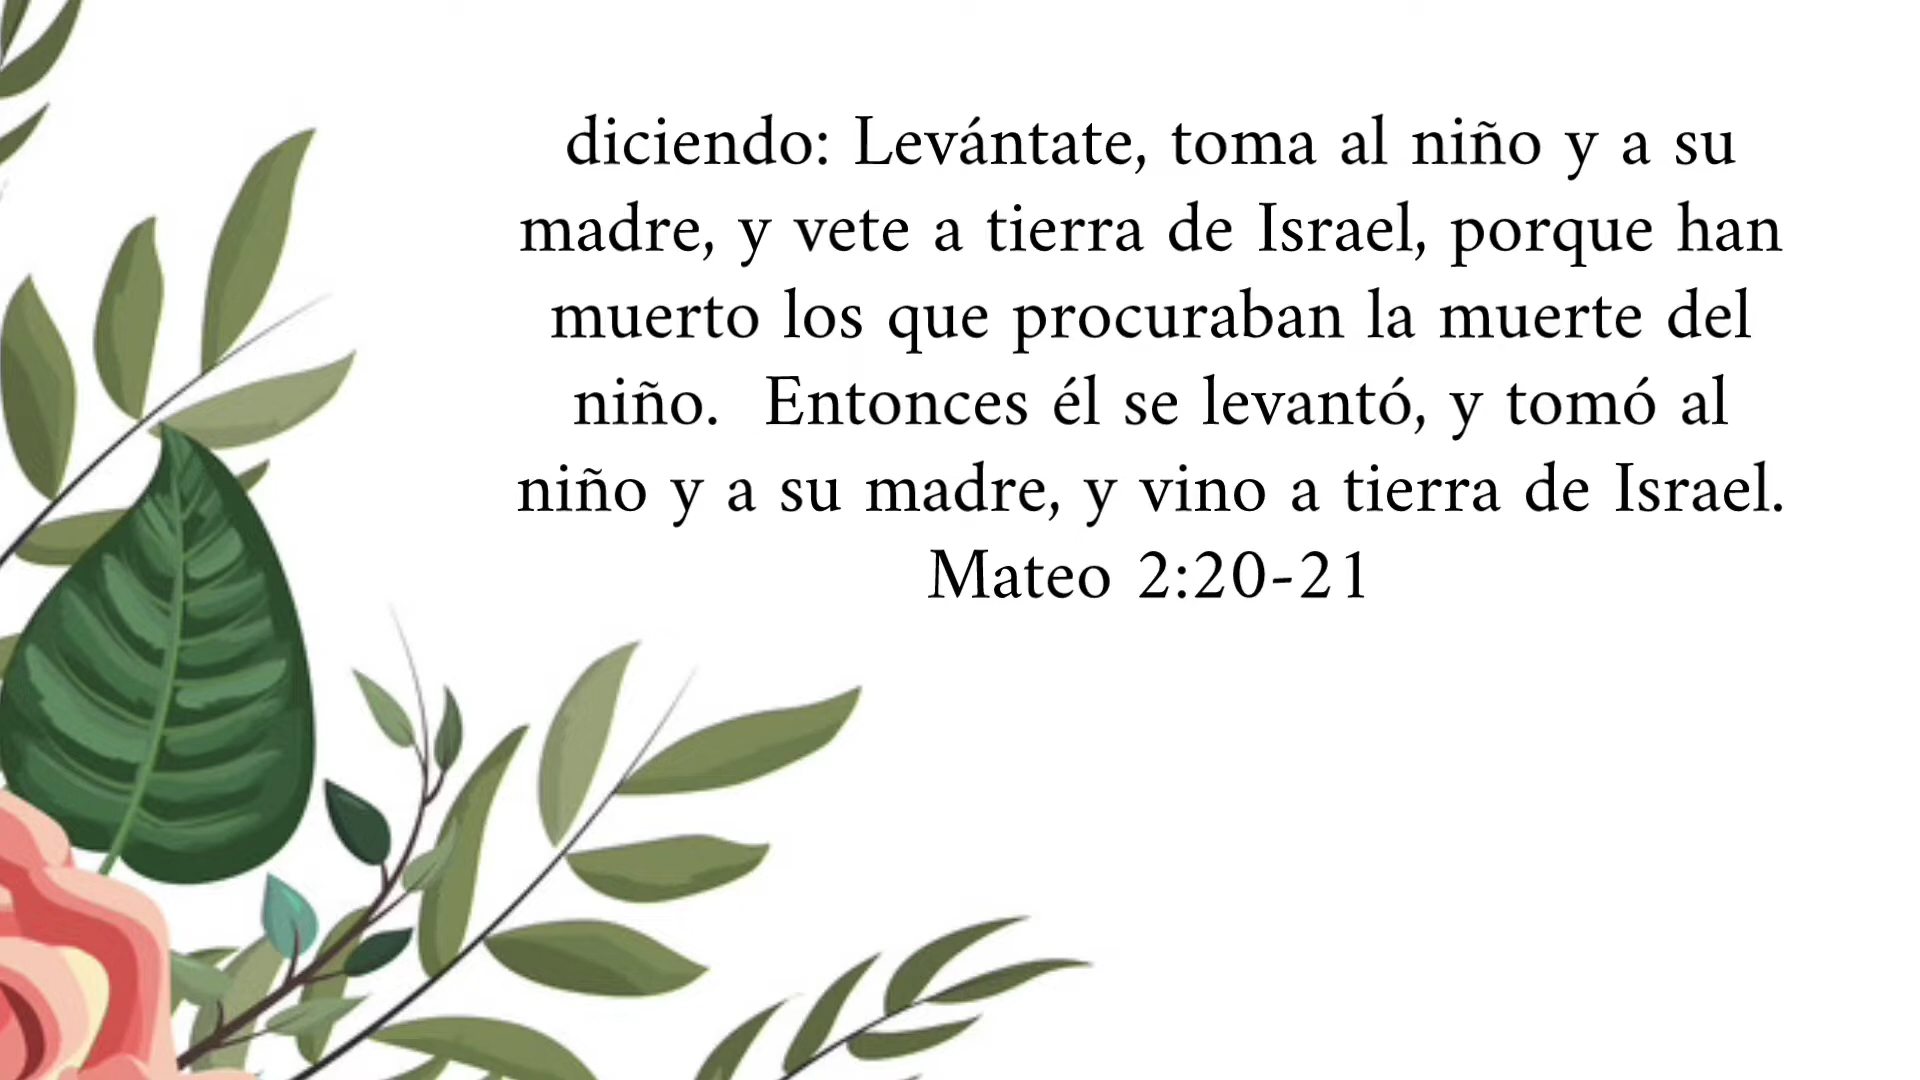 diciendo: Levántate, toma al niño y a su
madre, y vete a tierra de Israel, porque han
muerto los que procuraban la muerte del
niño.  Entonces él se levantó, y tomó al
niño y a su madre, y vino a tierra de Israel.
Mateo 2:20-21